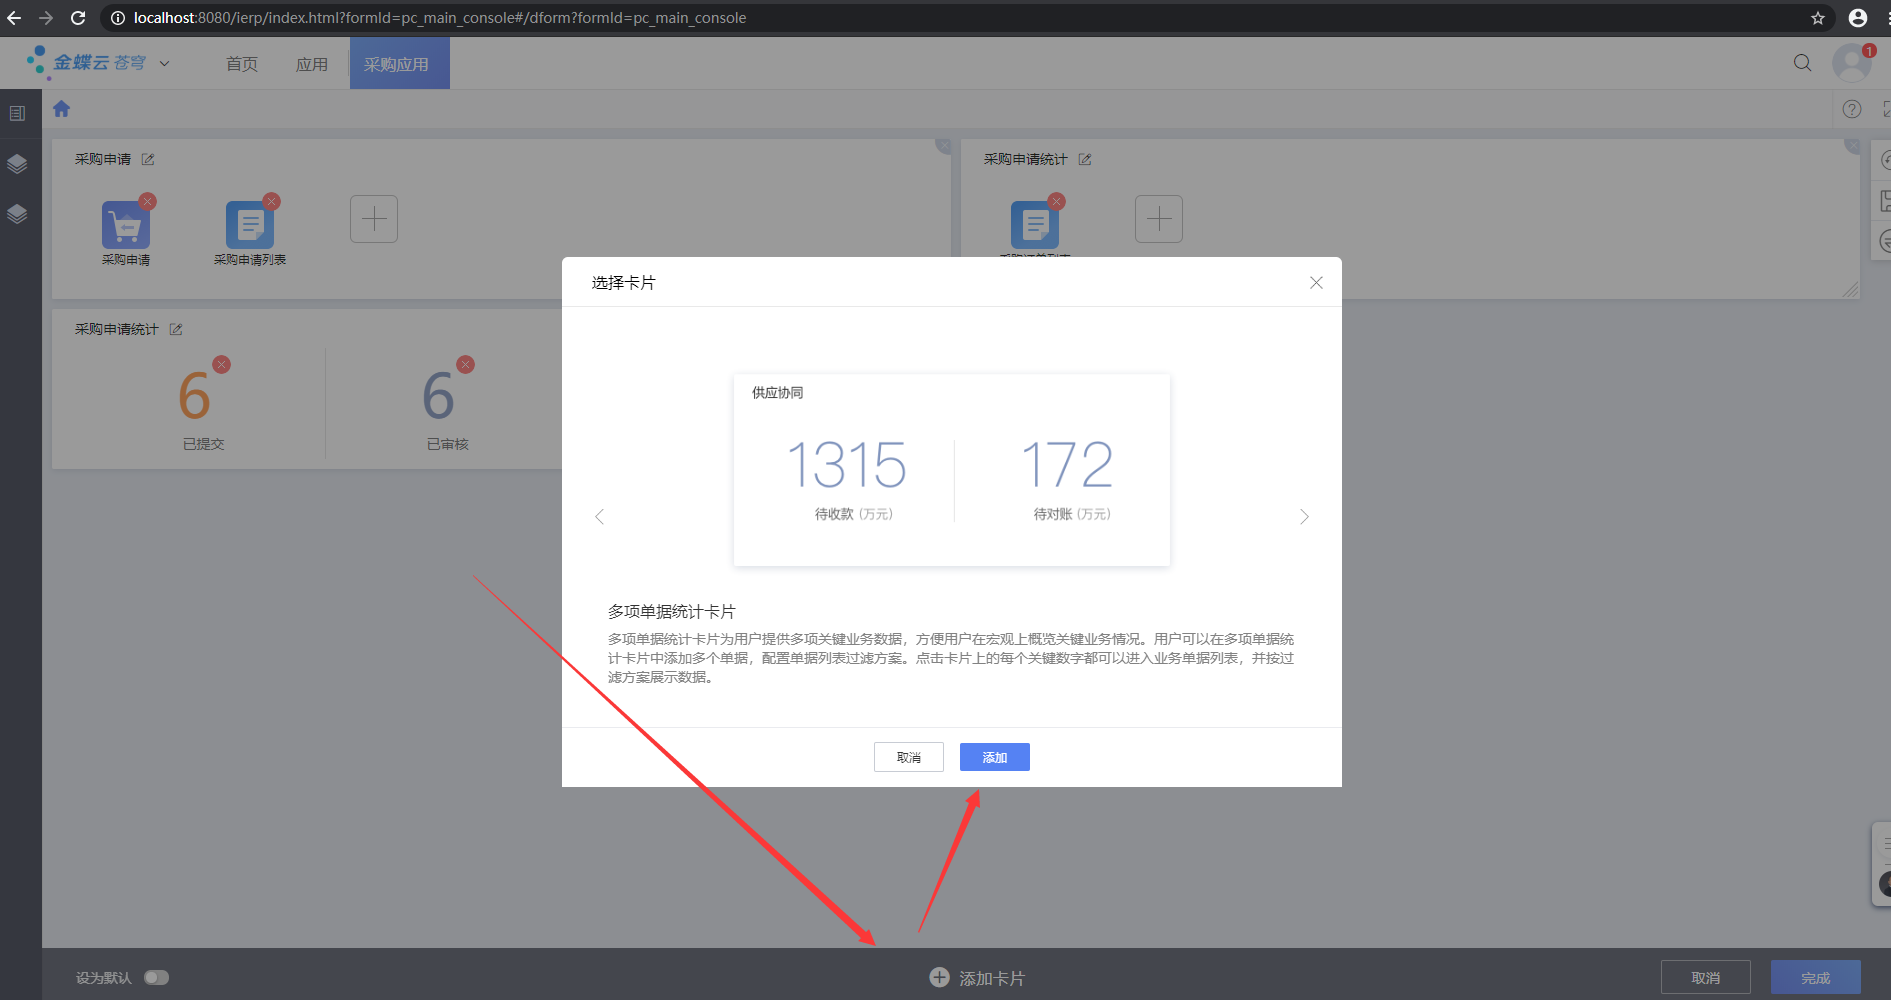 localhost:8080/ierp/index.html?formId=pc_main_console#/dform?formId=pc_main_console
金蝶云 苍穹
首页
应用
采购应用
1
采购申请
采购申请统计
采购申请
采购申请列表
采购申请统计
6
已提交
6
已审核
选择卡片
供应协同
1315
172
待收款 (万元)
待对账 (万元)
多项单据统计卡片
多项单据统计卡片为用户提供多项关键业务数据，方便用户在宏观上概览关键业务情况。用户可以在多项单据统
计卡片中添加多个单据，配置单据列表过滤方案。点击卡片上的每个关键数字都可以进入业务单据列表，并按过
滤方案展示数据。
取消
添加
设为默认
添加卡片
取消
完成